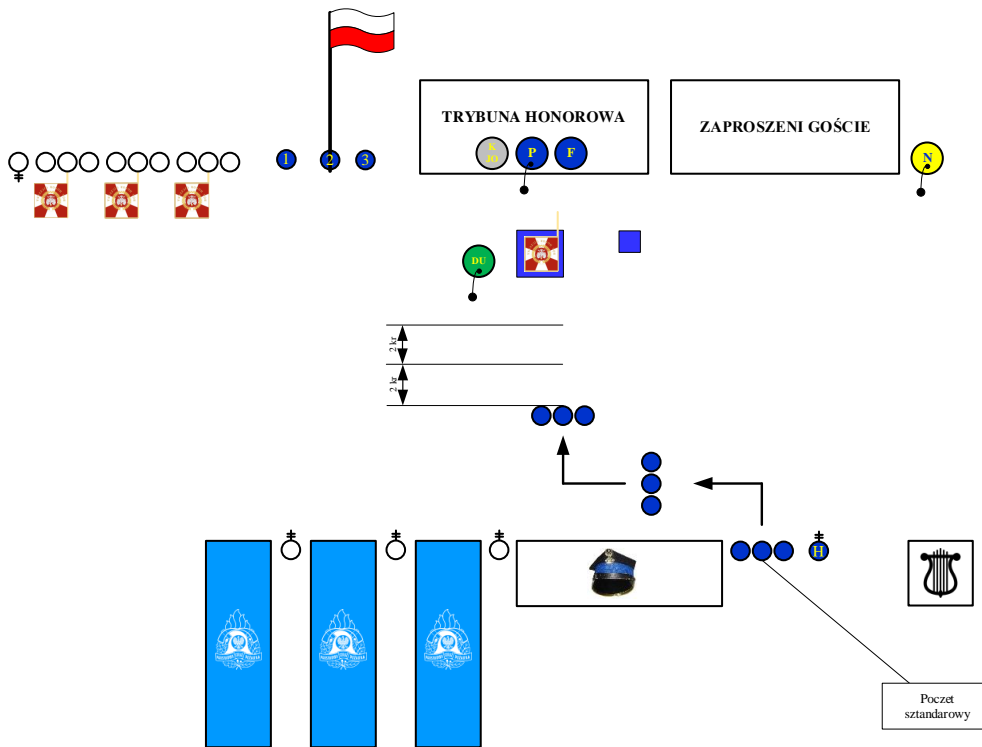 TRYBUNA HONOROWA
ZAPROSZENI GOŚCIE
1
2
3
K
JO
P
F
N
DU
2 kr
2 kr
H
Poczet
sztandarowy